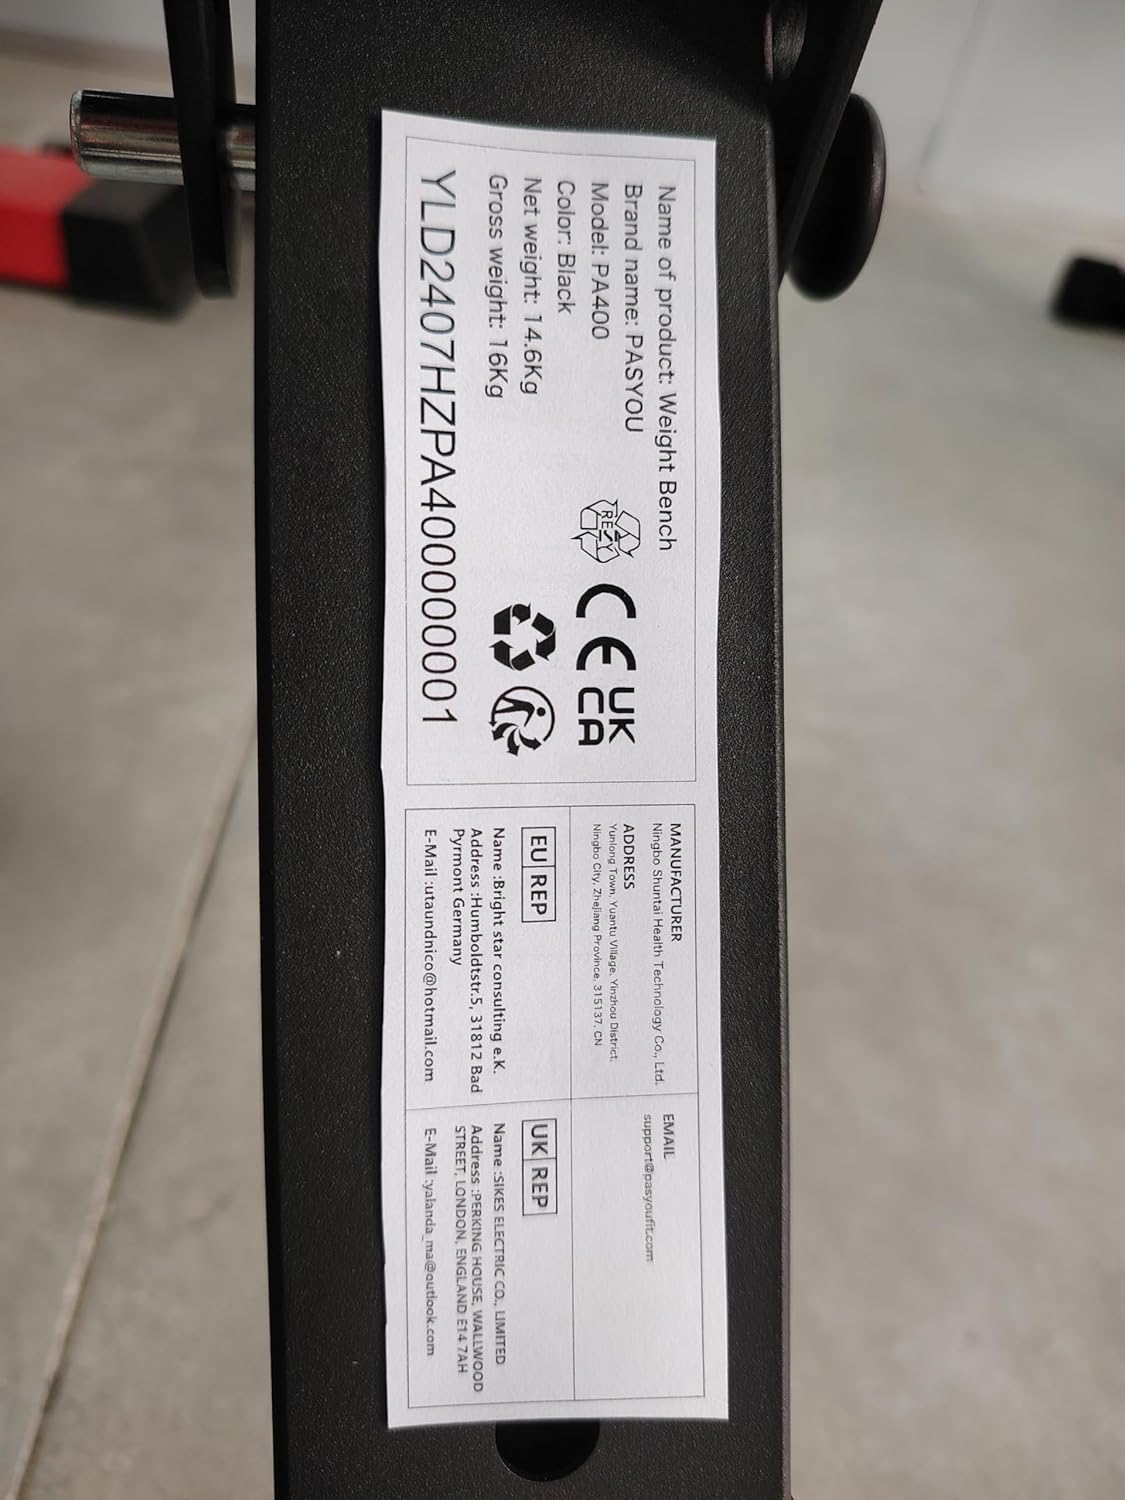 Name of product: Weight Bench
Brand name: PASYOU
Model: PA400
Color: Black
Net weight: 14.6Kg
Gross weight: 16Kg
YLD2407HZPA40000001
RESY
CE
UK
CA
MANUFACTURER
Ningbo Shuntai Health Technology Co., Ltd.
ADDRESS
Yunlong Town, Yuantu Village, Yinzhou District,
Ningbo City, Zhejiang Province, 315137, CN
EMAIL
support@pasyoufit.com
EU REP
Name :Bright star consulting e.K.
Address :Humboldtstr.5, 31812 Bad
Pyrmont Germany
E-Mail :utaundnico@hotmail.com
UK REP
Name :SIKES ELECTRIC CO., LIMITED
Address :PERKING HOUSE, WALLWOOD
STREET, LONDON, ENGLAND E14 7AH
E-Mail :yalanda_ma@outlook.com